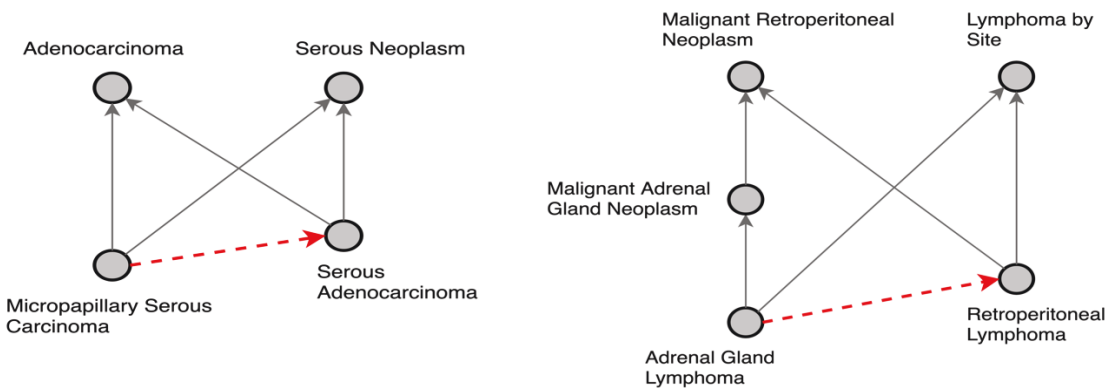 Adenocarcinoma
Serous Neoplasm
Micropapillary Serous
Carcinoma
Serous
Adenocarcinoma
Malignant Retroperitoneal
Neoplasm
Lymphoma by
Site
Malignant Adrenal
Gland Neoplasm
Adrenal Gland
Lymphoma
Retroperitoneal
Lymphoma